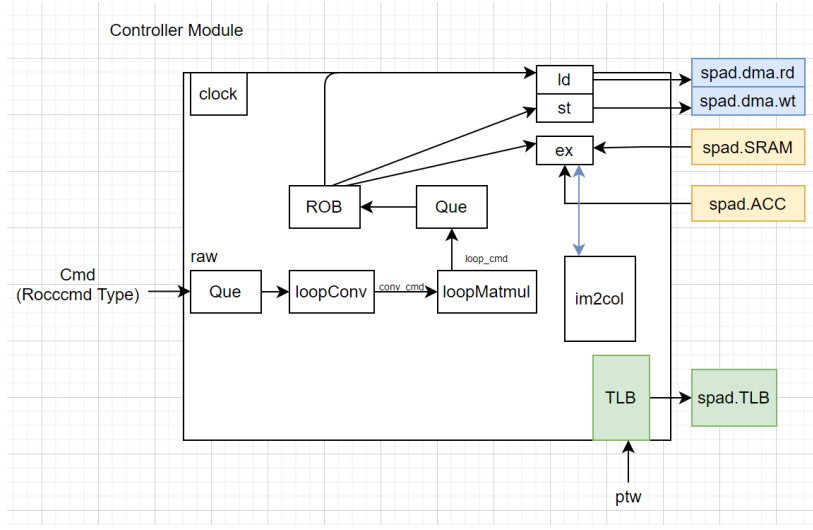 Controller Module
clock
ld
st
ex
spad.dma.rd
spad.dma.wt
spad.SRAM
spad.ACC
ROB
Que
raw
loop_cmd
Cmd
(Rocccmd Type)
Que
loopConv
conv_cmd
loopMatmul
im2col
TLB
spad.TLB
ptw